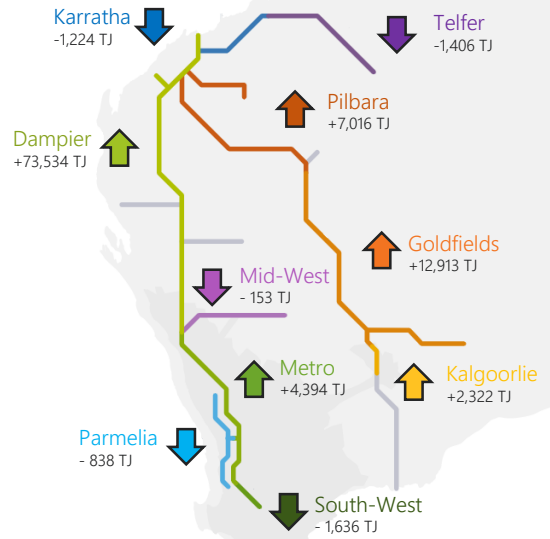 Karratha
-1,224 TJ
Telfer
-1,406 TJ
Pilbara
+7,016 TJ
Dampier
+73,534 TJ
Goldfields
+12,913 TJ
Mid-West
- 153 TJ
Metro
+4,394 TJ
Kalgoorlie
+2,322 TJ
Parmelia
- 838 TJ
South-West
- 1,636 TJ